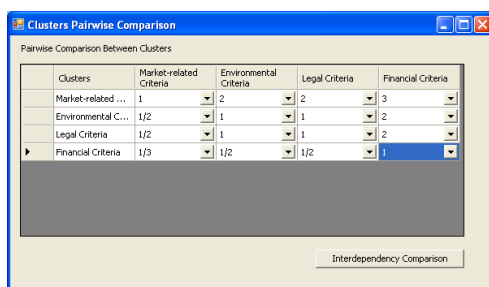 Clusters Pairwise Comparison
Pairwise Comparison Between Clusters
Clusters Market-related Criteria Environmental Criteria Legal Criteria Financial Criteria
Market-related ... 1 2 2 3
Environmental C... 1/2 1 1 2
Legal Criteria 1/2 1 1 2
Financial Criteria 1/3 1/2 1/2 1
Interdependency Comparison